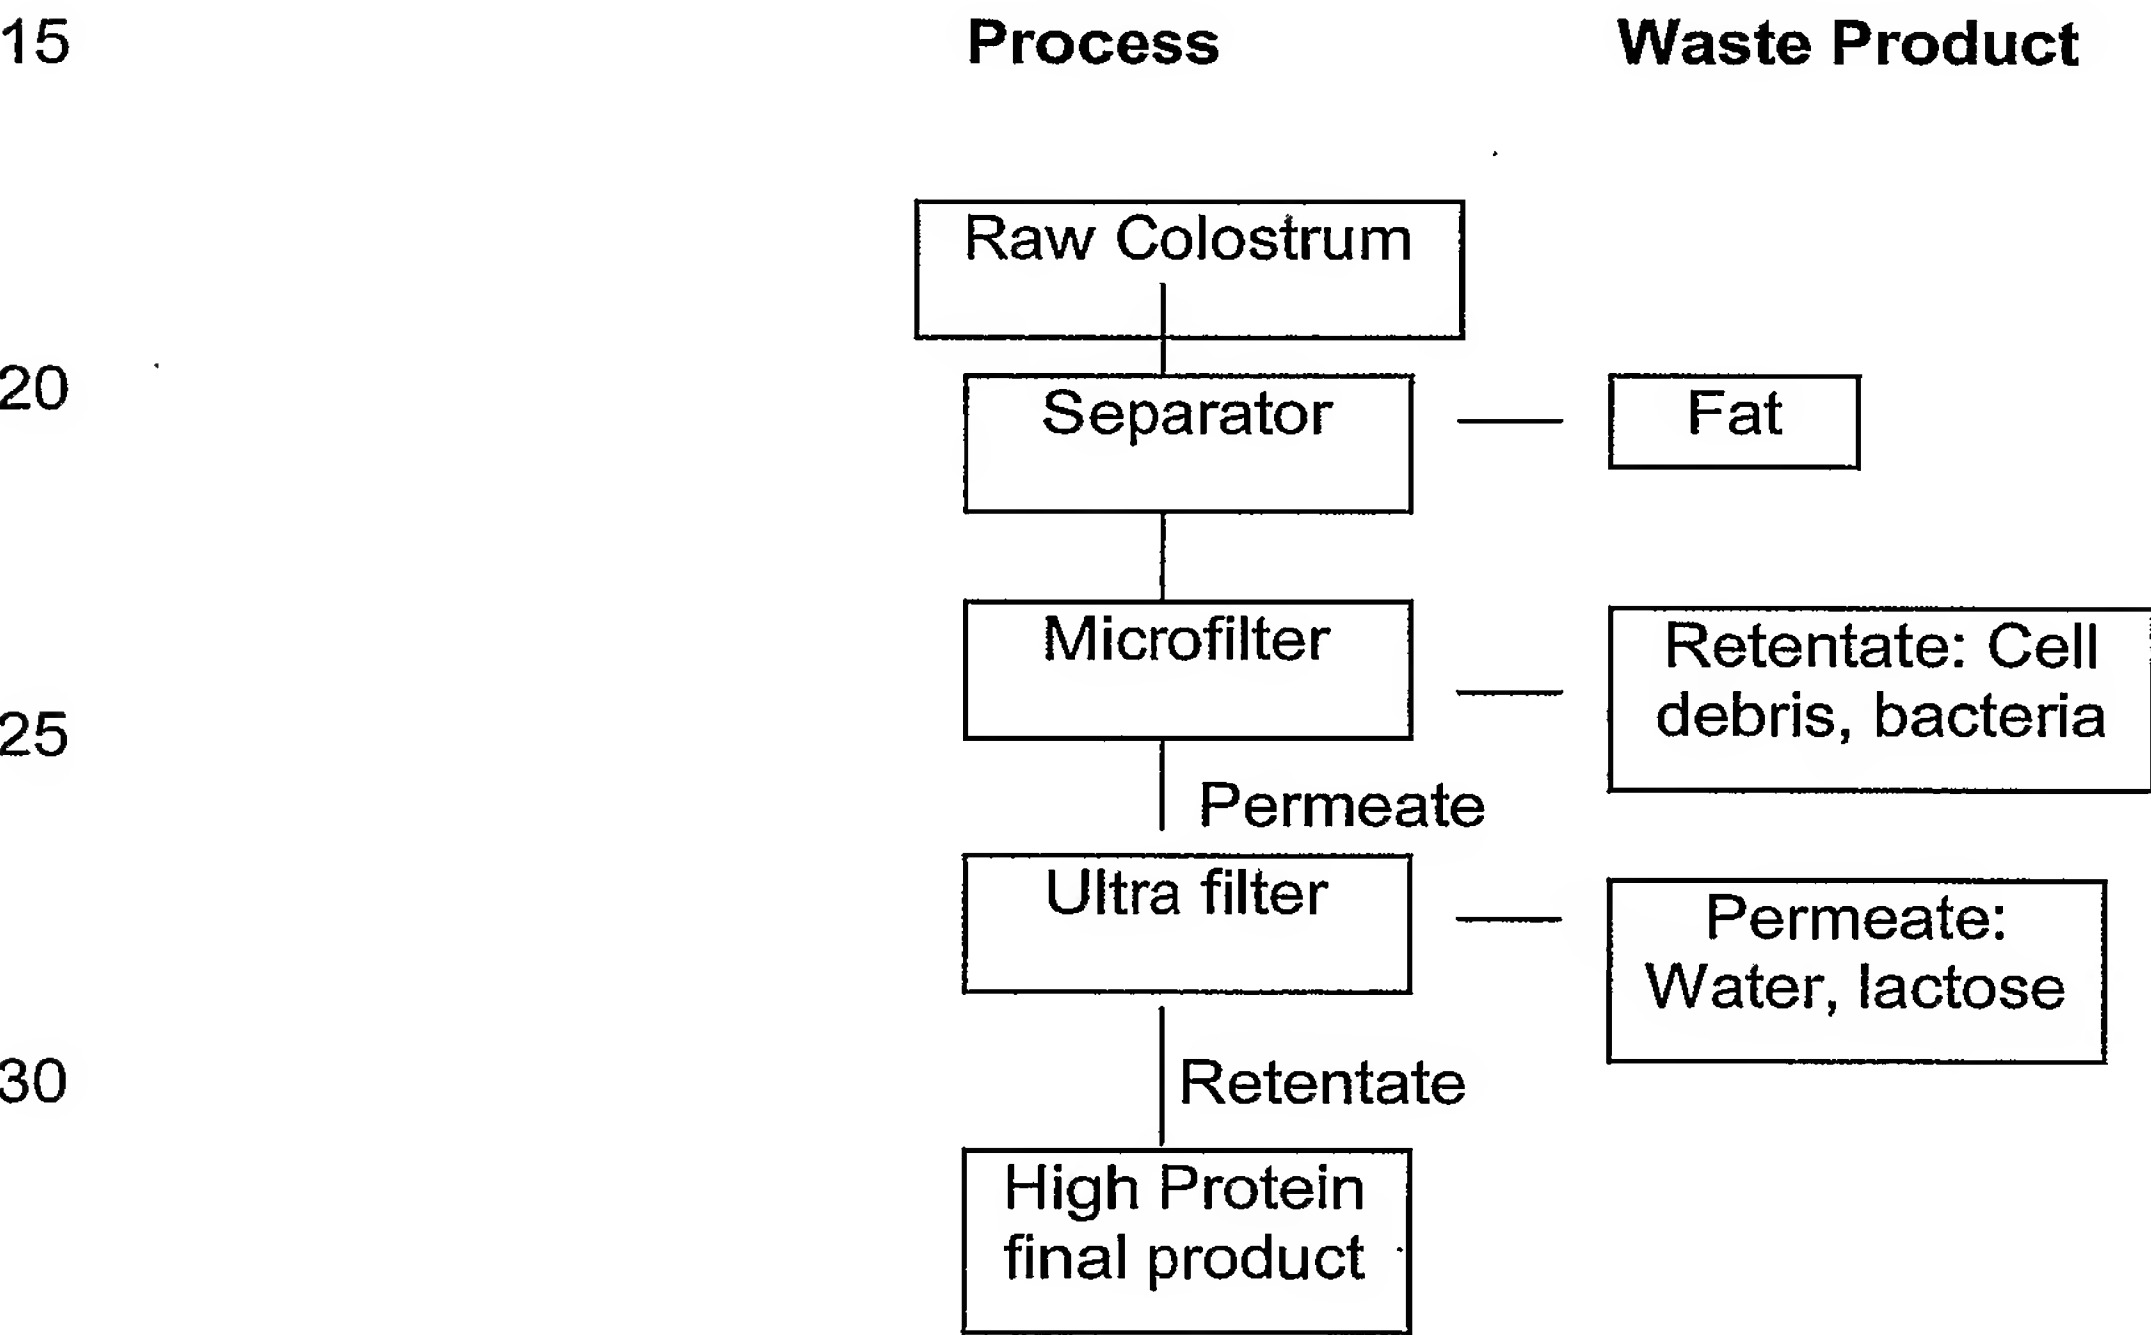 15 Process Waste Product
Raw Colostrum
20 Separator Fat
Microfilter Retentate: Cell
25 debris, bacteria
Permeate
Ultra filter Permeate:
Water, lactose
30 Retentate
High Protein
final product